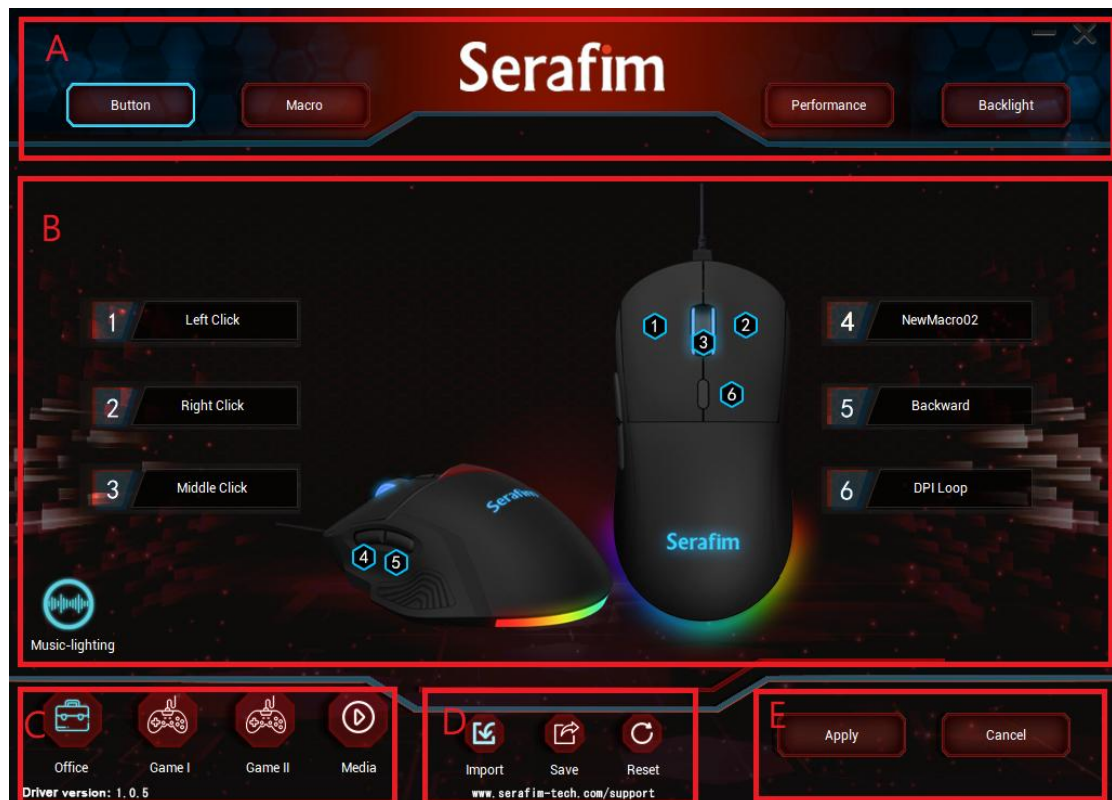 A
Serafim
Button
Macro
Performance
Backlight
B
1 Left Click
2 Right Click
3 Middle Click
4 NewMacro02
5 Backward
6 DPI Loop
1
2
3
6
Serafim
4
5
Serafim
Music-lighting
C
Office
Game I
Game II
Media
Driver version: 1.0.5
D
Import
Save
Reset
www.serafim-tech.com/support
E
Apply
Cancel